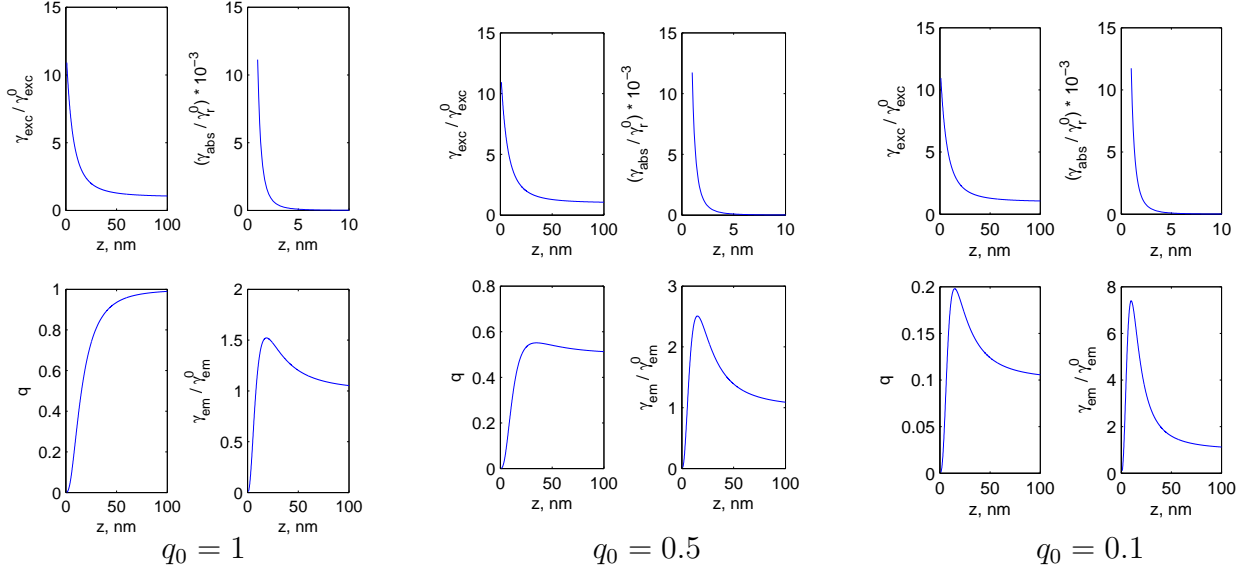 γexc / γ⁰exc
15
10
5
0
0 50 100
z, nm
(γabs / γ⁰r) * 10⁻³
15
10
5
0
0 5 10
z, nm
q
1
0.8
0.6
0.4
0.2
0
0 50 100
z, nm
γem / γ⁰em
2
1.5
1
0.5
0
0 50 100
z, nm
q₀ = 1
γexc / γ⁰exc
15
10
5
0
0 50 100
z, nm
(γabs / γ⁰r) * 10⁻³
15
10
5
0
0 5 10
z, nm
q
0.8
0.6
0.4
0.2
0
0 50 100
z, nm
γem / γ⁰em
3
2
1
0
0 50 100
z, nm
q₀ = 0.5
γexc / γ⁰exc
15
10
5
0
0 50 100
z, nm
(γabs / γ⁰r) * 10⁻³
15
10
5
0
0 5 10
z, nm
q
0.20
0.15
0.10
0.05
0
0 50 100
z, nm
γem / γ⁰em
8
6
4
2
0
0 50 100
z, nm
q₀ = 0.1